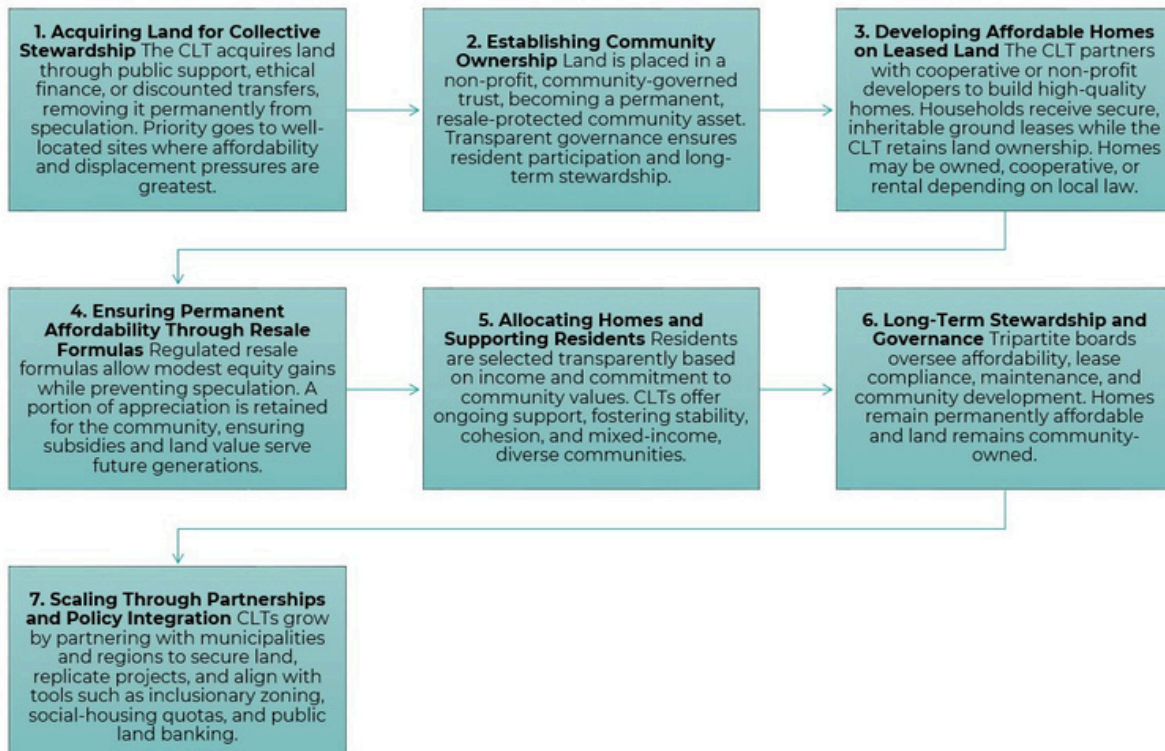 1. Acquiring Land for Collective
Stewardship The CLT acquires land
through public support, ethical
finance, or discounted transfers,
removing it permanently from
speculation. Priority goes to well-
located sites where affordability
and displacement pressures are
greatest.
2. Establishing Community
Ownership Land is placed in a
non-profit, community-governed
trust, becoming a permanent,
resale-protected community asset.
Transparent governance ensures
resident participation and long-
term stewardship.
3. Developing Affordable Homes
on Leased Land The CLT partners
with cooperative or non-profit
developers to build high-quality
homes. Households receive secure,
inheritable ground leases while the
CLT retains land ownership. Homes
may be owned, cooperative, or
rental depending on local law.
4. Ensuring Permanent
Affordability Through Resale
Formulas Regulated resale
formulas allow modest equity gains
while preventing speculation. A
portion of appreciation is retained
for the community, ensuring
subsidies and land value serve
future generations.
5. Allocating Homes and
Supporting Residents Residents
are selected transparently based
on income and commitment to
community values. CLTs offer
ongoing support, fostering stability,
cohesion, and mixed-income,
diverse communities.
6. Long-Term Stewardship and
Governance Tripartite boards
oversee affordability, lease
compliance, maintenance, and
community development. Homes
remain permanently affordable
and land remains community-
owned.
7. Scaling Through Partnerships
and Policy Integration CLTs grow
by partnering with municipalities
and regions to secure land,
replicate projects, and align with
tools such as inclusionary zoning,
social-housing quotas, and public
land banking.